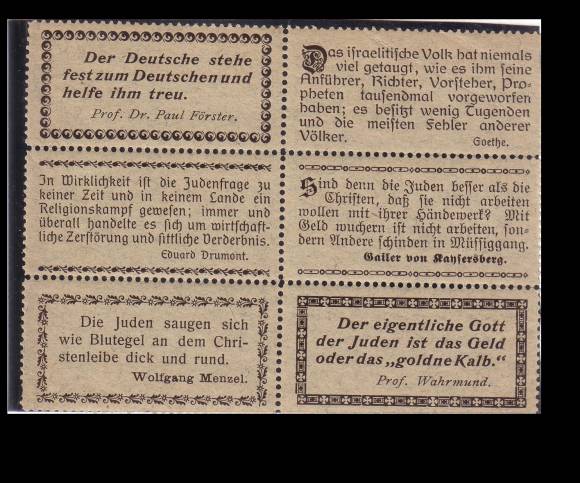 Der Deutsche stehe
fest zum Deutschen und
helfe ihm treu.
Prof. Dr. Paul Förster.
Das israelitische Volk hat niemals
viel getaugt, wie es ihm seine
Anführer, Richter, Vorsteher, Pro-
pheten tausendmal vorgeworfen
haben; es besitzt wenig Tugenden
und die meisten Fehler anderer
Völker.
Goethe.
In Wirklichkeit ist die Judenfrage zu
keiner Zeit und in keinem Lande ein
Religionskampf gewesen; immer und
überall handelte es sich um wirtschaft-
liche Zerstörung und sittliche Verderbnis.
Eduard Drumont.
Sind denn die Juden besser als die
Christen, daß sie nicht arbeiten
wollen mit ihrer Händewerk? Mit
Geld wuchern ist nicht arbeiten, son-
dern Andere schinden in Müssiggang.
Gailer von Kaysersberg.
Die Juden saugen sich
wie Blutegel an dem Chri-
stenleibe dick und rund.
Wolfgang Menzel.
Der eigentliche Gott
der Juden ist das Geld
oder das „goldne Kalb.“
Prof. Wahrmund.